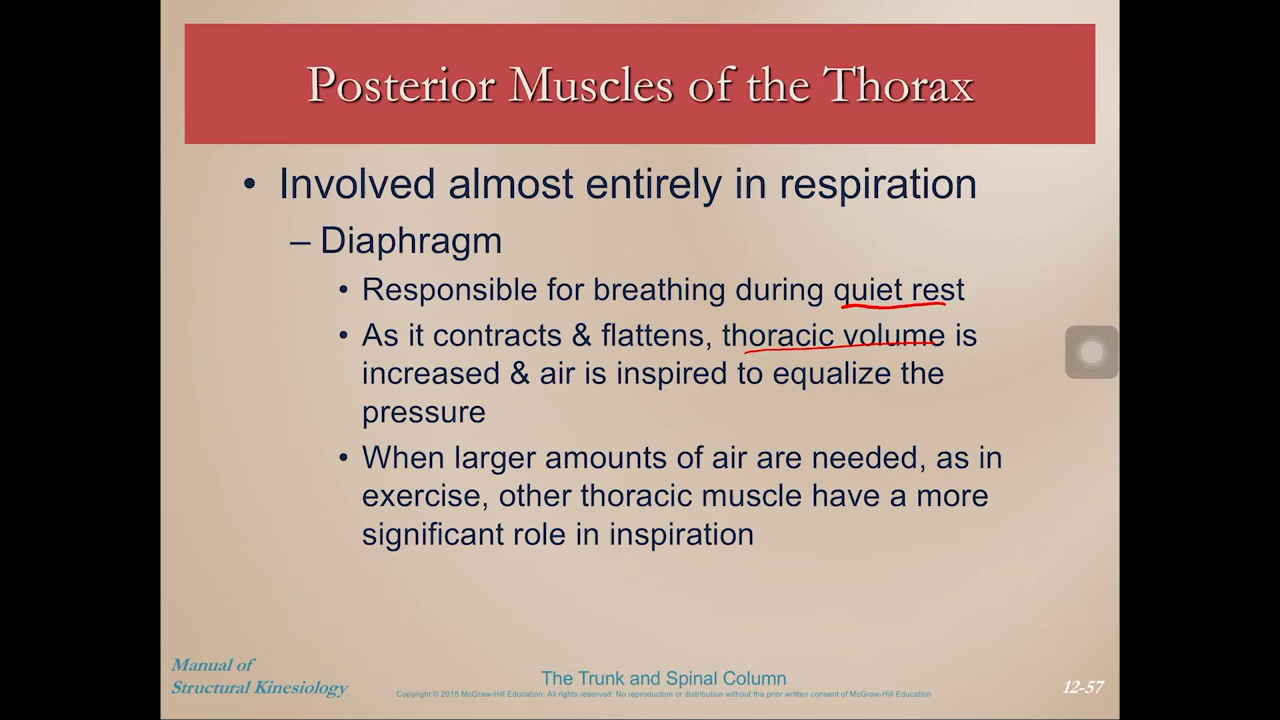 Posterior Muscles of the Thorax
• Involved almost entirely in respiration
– Diaphragm
• Responsible for breathing during quiet rest
• As it contracts & flattens, thoracic volume is
increased & air is inspired to equalize the
pressure
• When larger amounts of air are needed, as in
exercise, other thoracic muscle have a more
significant role in inspiration
Manual of
Structural Kinesiology
The Trunk and Spinal Column
Copyright © 2015 McGraw-Hill Education. All rights reserved. No reproduction or distribution without the prior written consent of McGraw-Hill Education
12-57